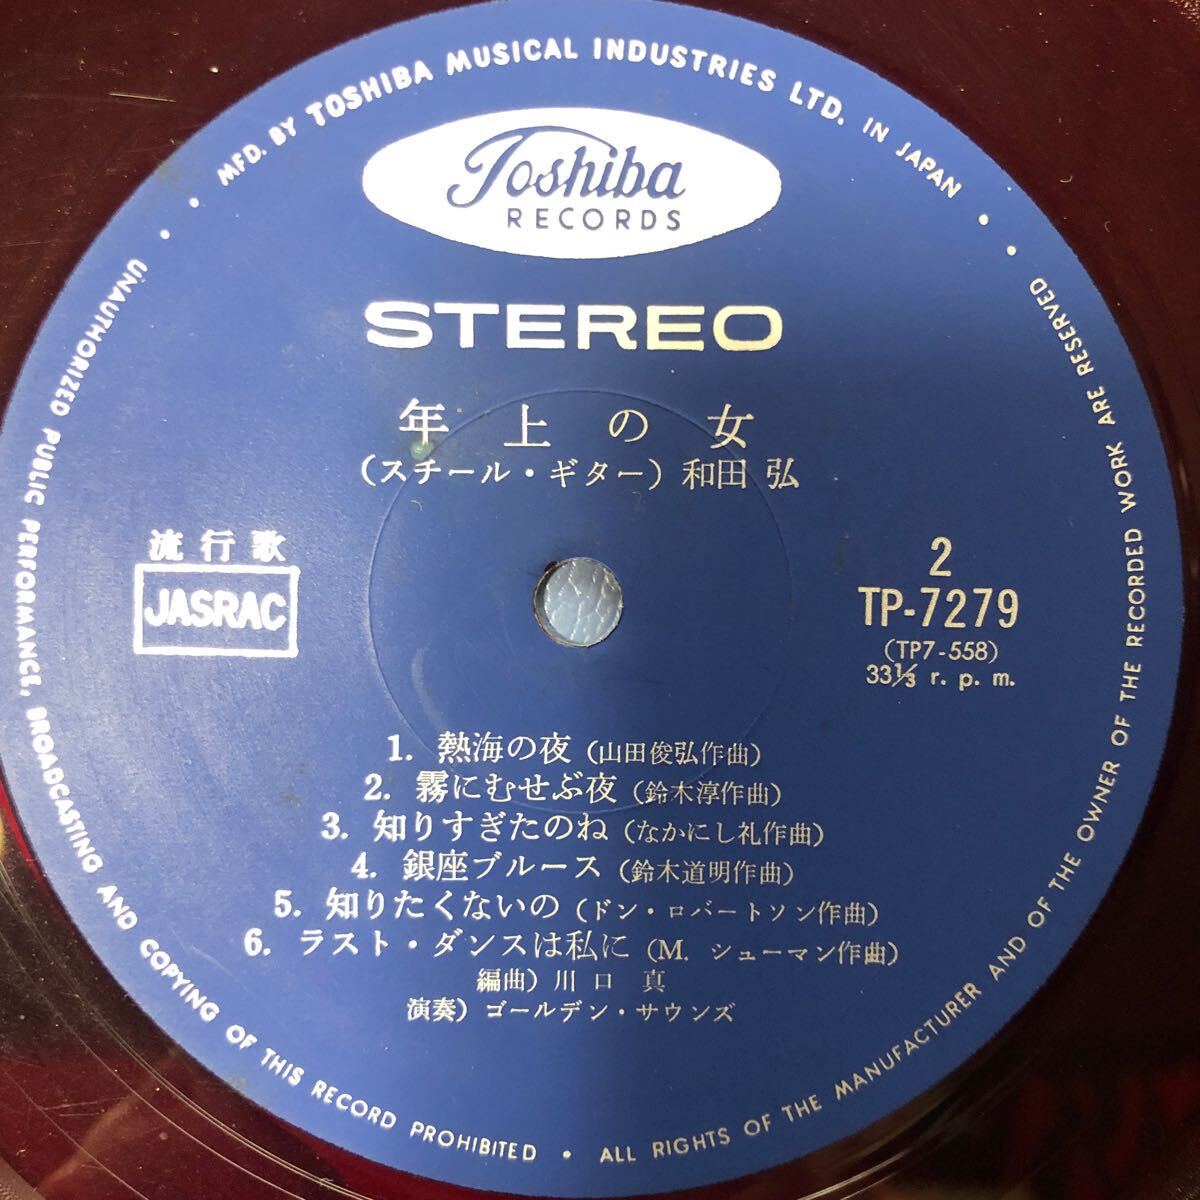 MFD. BY TOSHIBA MUSICAL INDUSTRIES LTD. IN JAPAN
Toshiba
RECORDS
STEREO
年上の女
(スチール・ギター) 和田 弘
流行歌
JASRAC
2
TP-7279
(TP7-558)
33⅓ r. p. m.
1. 熱海の夜 (山田俊弘作曲)
2. 霧にむせぶ夜 (鈴木淳作曲)
3. 知りすぎたのね (なかにし礼作曲)
4. 銀座ブルース (鈴木道明作曲)
5. 知りたくないの (ドン・ロバートソン作曲)
6. ラスト・ダンスは私に (M. シューマン作曲)
編曲) 川口 真
演奏) ゴールデン・サウンズ
UNAUTHORIZED PUBLIC PERFORMANCE, BROADCASTING AND COPYING OF THIS RECORD PROHIBITED • ALL RIGHTS OF THE MANUFACTURER AND OF THE OWNER OF THE RECORDED WORK ARE RESERVED